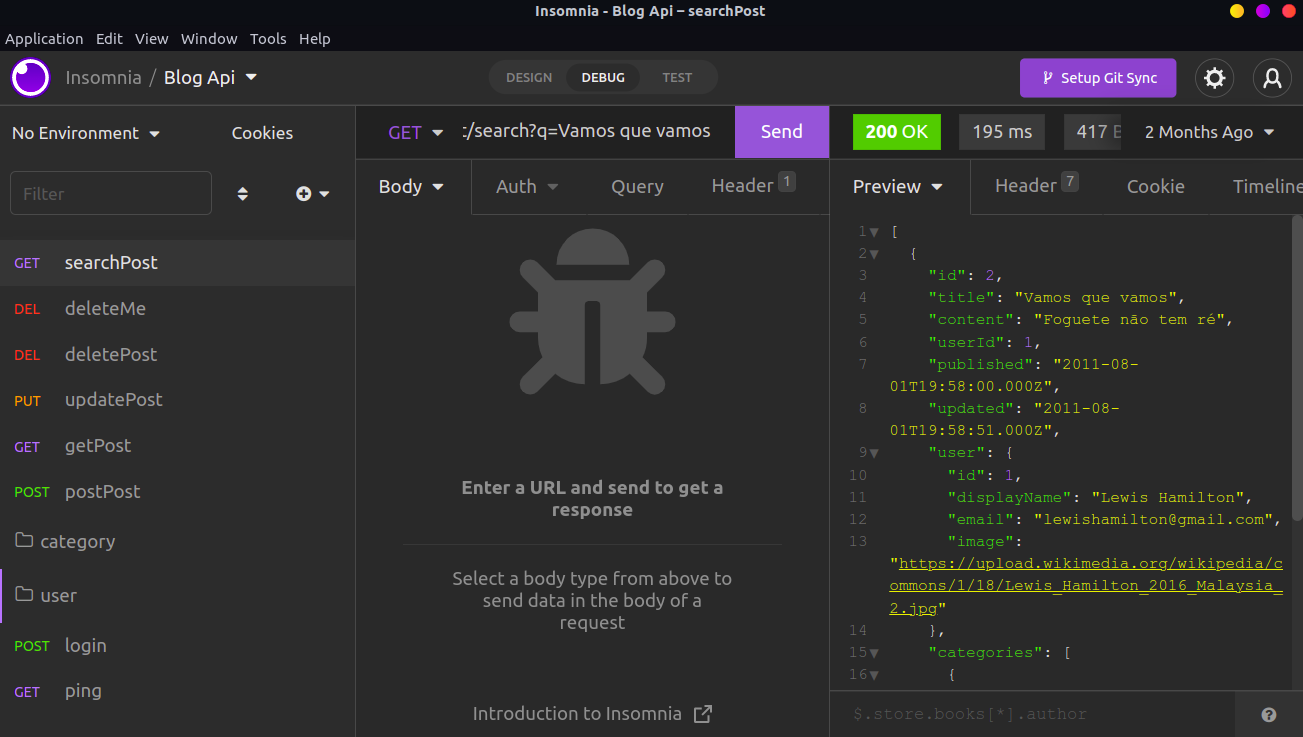 Insomnia - Blog Api – searchPost
Application Edit View Window Tools Help
Insomnia / Blog Api
DESIGN DEBUG TEST
Setup Git Sync
No Environment Cookies
Filter
GET searchPost
DEL deleteMe
DEL deletePost
PUT updatePost
GET getPost
POST postPost
category
user
POST login
GET ping
GET /search?q=Vamos que vamos Send
Body Auth Query Header 1
Enter a URL and send to get a
response
Select a body type from above to
send data in the body of a
request
Introduction to Insomnia
200 OK 195 ms 417 B 2 Months Ago
Preview Header 7 Cookie Timeline
1 [
2 {
3 "id": 2,
4 "title": "Vamos que vamos",
5 "content": "Foguete não tem ré",
6 "userId": 1,
7 "published": "2011-08-
01T19:58:00.000Z",
8 "updated": "2011-08-
01T19:58:51.000Z",
9 "user": {
10 "id": 1,
11 "displayName": "Lewis Hamilton",
12 "email": "lewishamilton@gmail.com",
13 "image":
"https://upload.wikimedia.org/wikipedia/c
ommons/1/18/Lewis_Hamilton_2016_Malaysia_
2.jpg"
14 },
15 "categories": [
16 {
$.store.books[*].author